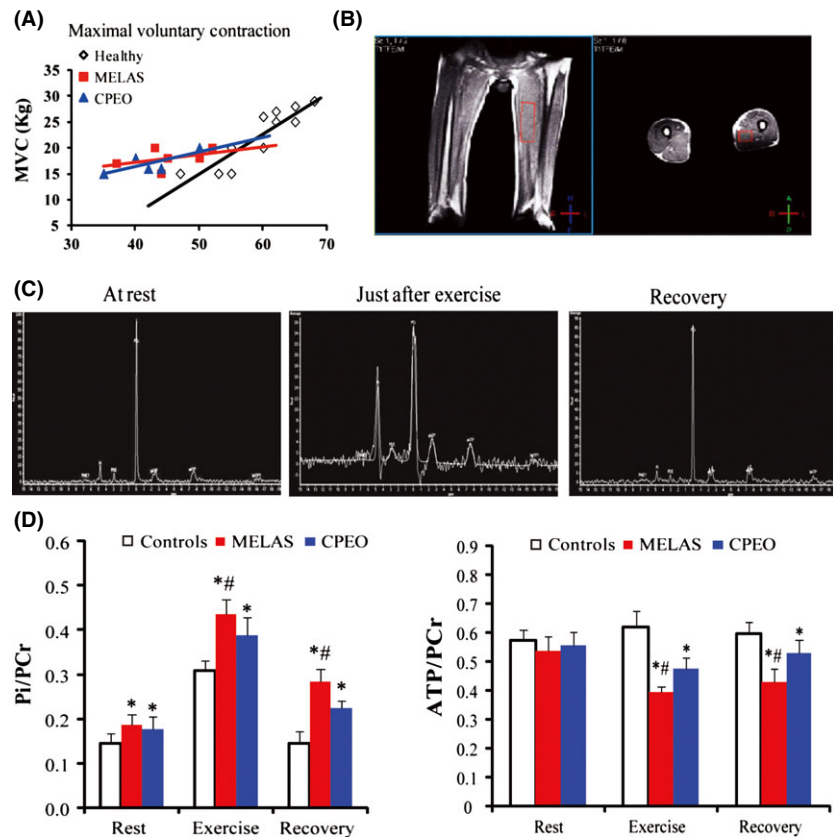 (A)
Maximal voluntary contraction
Healthy
MELAS
CPEO
MVC (Kg)
35
30
25
20
15
10
5
30 40 50 60 70
(B)
T1TFE/M
T1TFE/M
(C)
At rest
Just after exercise
Recovery
(D)
Controls MELAS CPEO
Pi/PCr
0.6
0.5
0.4
0.3
0.2
0.1
0.0
* *
*# *
*# *
Rest Exercise Recovery
Controls MELAS CPEO
ATP/PCr
0.9
0.8
0.7
0.6
0.5
0.4
0.3
0.2
0.1
0
*# *
*# *
Rest Exercise Recovery